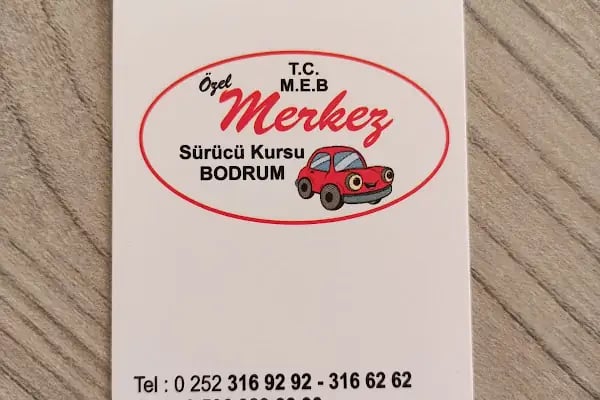 T.C.
Özel M.E.B
Merkez
Sürücü Kursu
BODRUM
Tel : 0 252 316 92 92 - 316 62 62